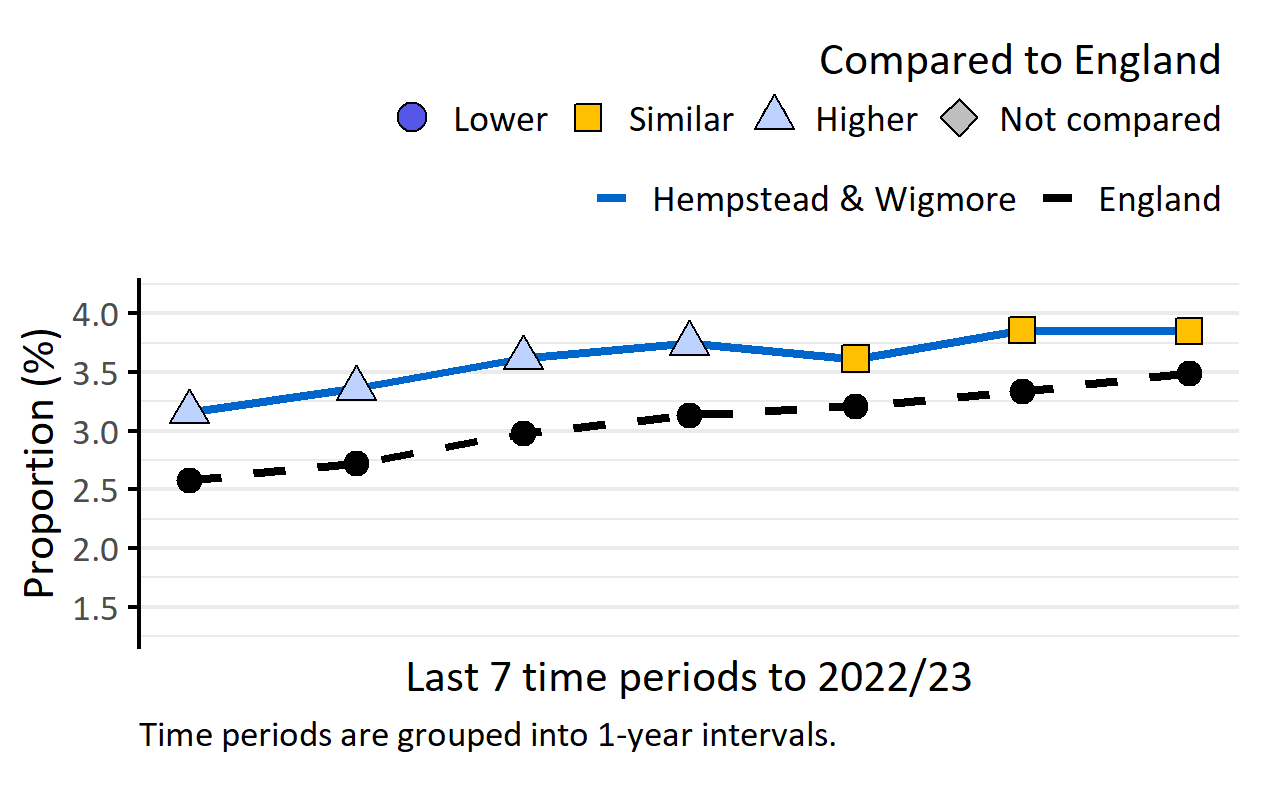 Compared to England
Lower Similar Higher Not compared
Hempstead & Wigmore England
Proportion (%)
4.0
3.5
3.0
2.5
2.0
1.5
Last 7 time periods to 2022/23
Time periods are grouped into 1-year intervals.